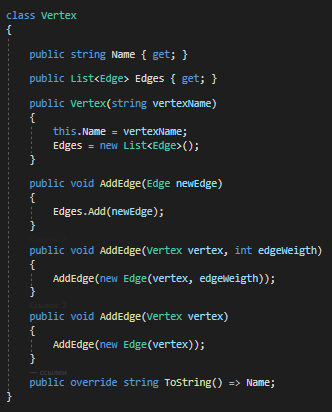 class Vertex
{
public string Name { get; }
public List<Edge> Edges { get; }
public Vertex(string vertexName)
{
this.Name = vertexName;
Edges = new List<Edge>();
}
public void AddEdge(Edge newEdge)
{
Edges.Add(newEdge);
}
public void AddEdge(Vertex vertex, int edgeWeigth)
{
AddEdge(new Edge(vertex, edgeWeigth));
}
public void AddEdge(Vertex vertex)
{
AddEdge(new Edge(vertex));
}
public override string ToString() => Name;
}